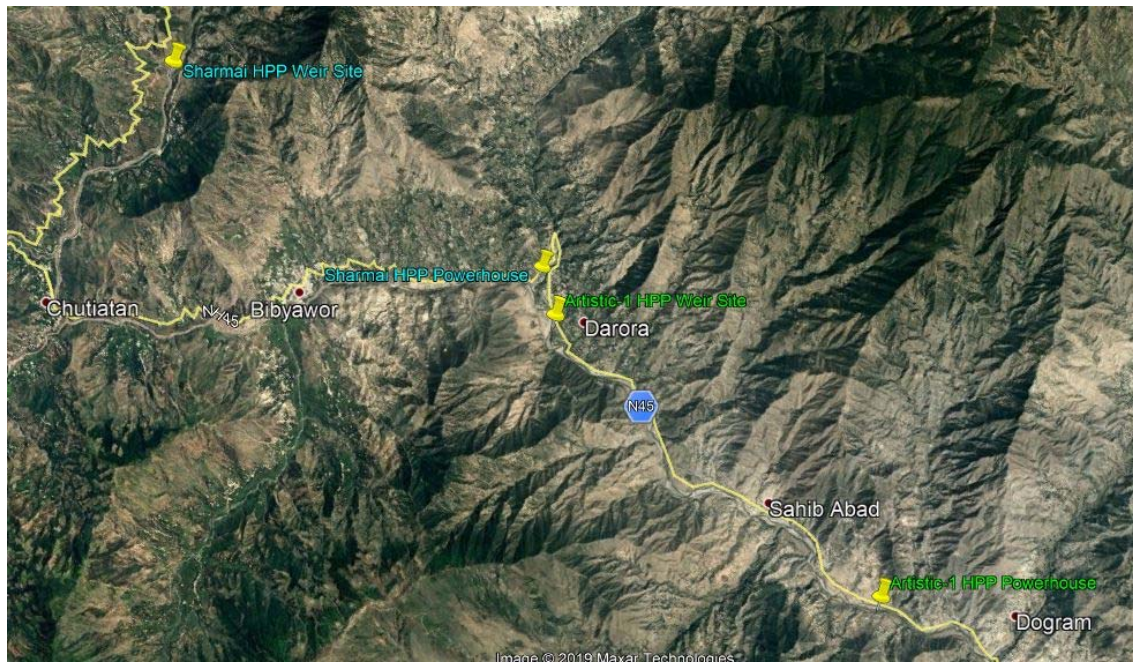 Sharmai HPP Weir Site
Sharmai HPP Powerhouse
Artistic-1 HPP Weir Site
Chutiatan
N-45
Bibyawor
Darora
N45
Sahib Abad
Artistic-1 HPP Powerhouse
Dogram
Image © 2019 Maxar Technologies